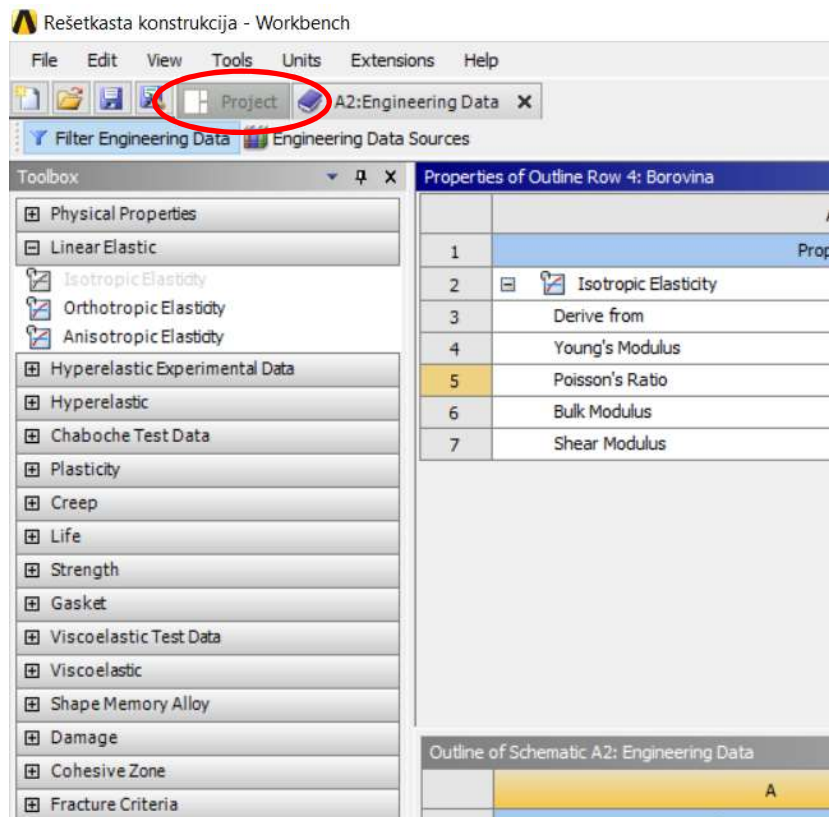 Rešetkasta konstrukcija - Workbench
File Edit View Tools Units Extensions Help
Project A2:Engineering Data
Filter Engineering Data Engineering Data Sources
Toolbox
Physical Properties
Linear Elastic
Isotropic Elasticity
Orthotropic Elasticity
Anisotropic Elasticity
Hyperelastic Experimental Data
Hyperelastic
Chaboche Test Data
Plasticity
Creep
Life
Strength
Gasket
Viscoelastic Test Data
Viscoelastic
Shape Memory Alloy
Damage
Cohesive Zone
Fracture Criteria
Properties of Outline Row 4: Borovina
1 Prop
2 Isotropic Elasticity
3 Derive from
4 Young's Modulus
5 Poisson's Ratio
6 Bulk Modulus
7 Shear Modulus
Outline of Schematic A2: Engineering Data
A